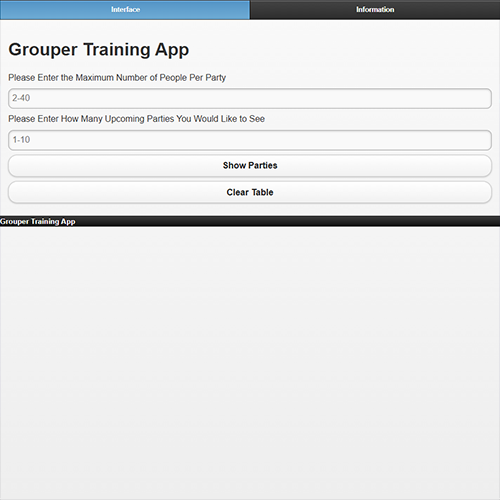 Interface
Information
Grouper Training App
Please Enter the Maximum Number of People Per Party
2-40
Please Enter How Many Upcoming Parties You Would Like to See
1-10
Show Parties
Clear Table
Grouper Training App